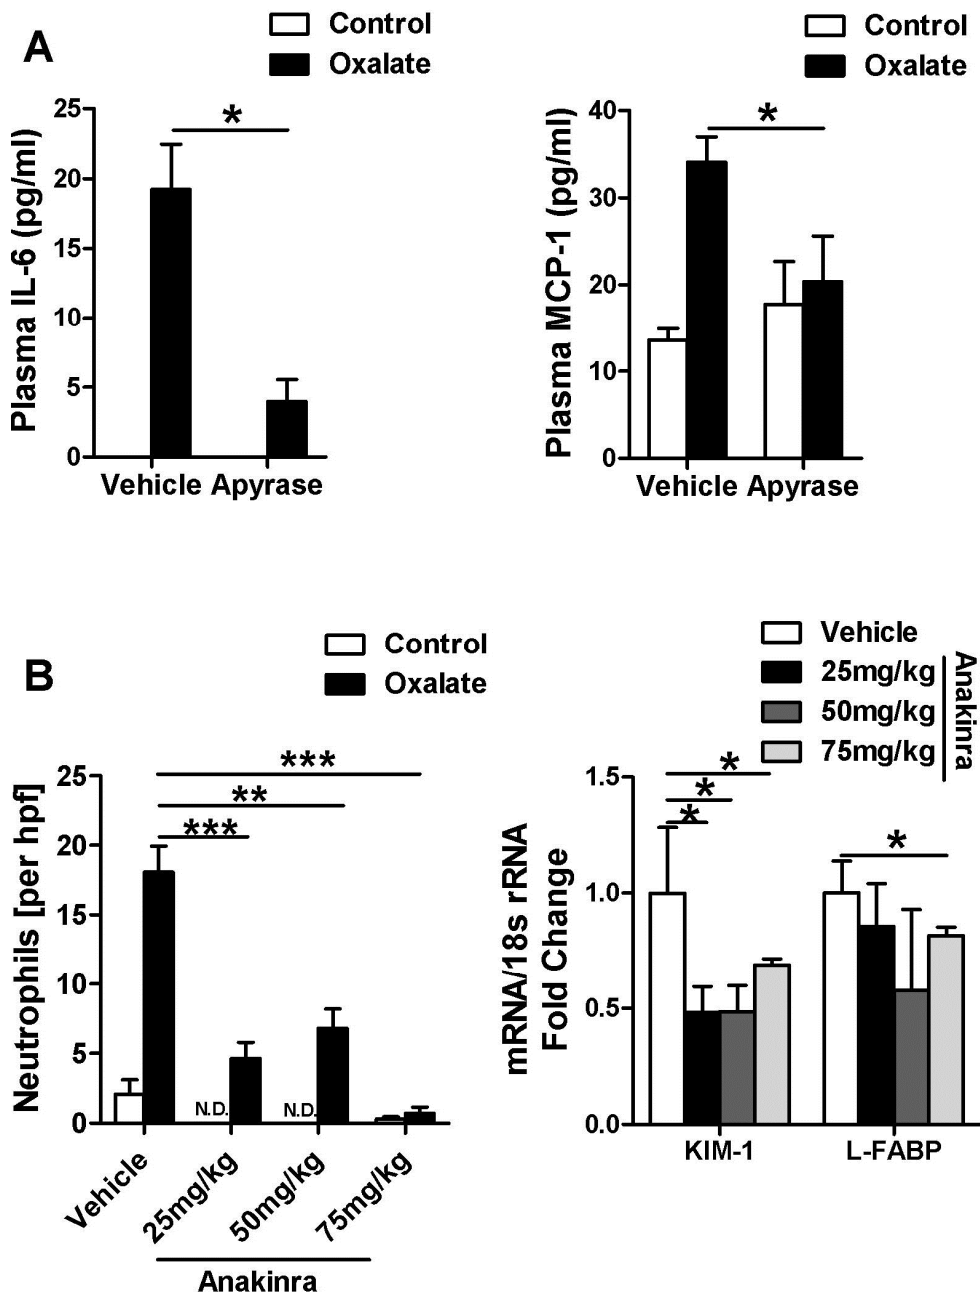 A
Control
Oxalate
Plasma IL-6 (pg/ml)
25
20
15
10
5
0
*
Vehicle Apyrase
Control
Oxalate
Plasma MCP-1 (pg/ml)
40
30
20
10
0
*
Vehicle Apyrase
B
Control
Oxalate
Neutrophils [per hpf]
25
20
15
10
5
0
***
**
***
N.D.
N.D.
Vehicle
25mg/kg
50mg/kg
75mg/kg
Anakinra
Vehicle
25mg/kg
50mg/kg
75mg/kg
Anakinra
mRNA/18s rRNA
Fold Change
1.5
1.0
0.5
0.0
*
*
*
*
KIM-1
L-FABP